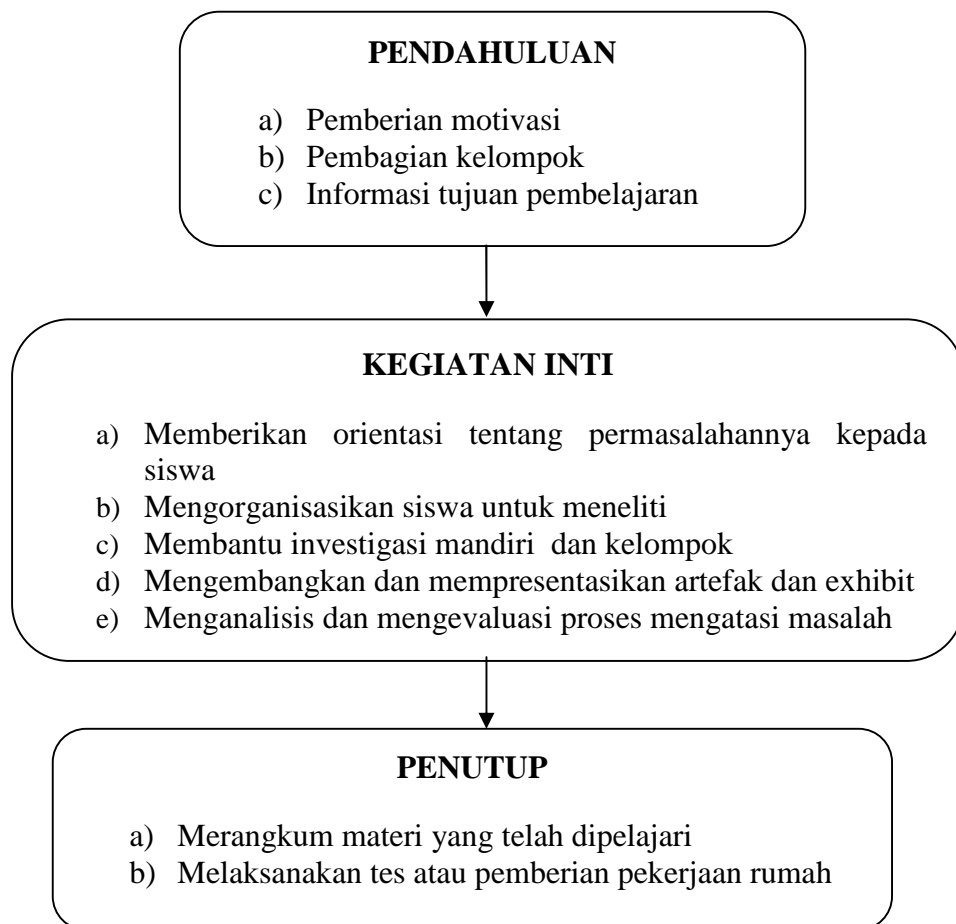 PENDAHULUAN
a) Pemberian motivasi
b) Pembagian kelompok
c) Informasi tujuan pembelajaran
KEGIATAN INTI
a) Memberikan orientasi tentang permasalahannya kepada
siswa
b) Mengorganisasikan siswa untuk meneliti
c) Membantu investigasi mandiri dan kelompok
d) Mengembangkan dan mempresentasikan artefak dan exhibit
e) Menganalisis dan mengevaluasi proses mengatasi masalah
PENUTUP
a) Merangkum materi yang telah dipelajari
b) Melaksanakan tes atau pemberian pekerjaan rumah